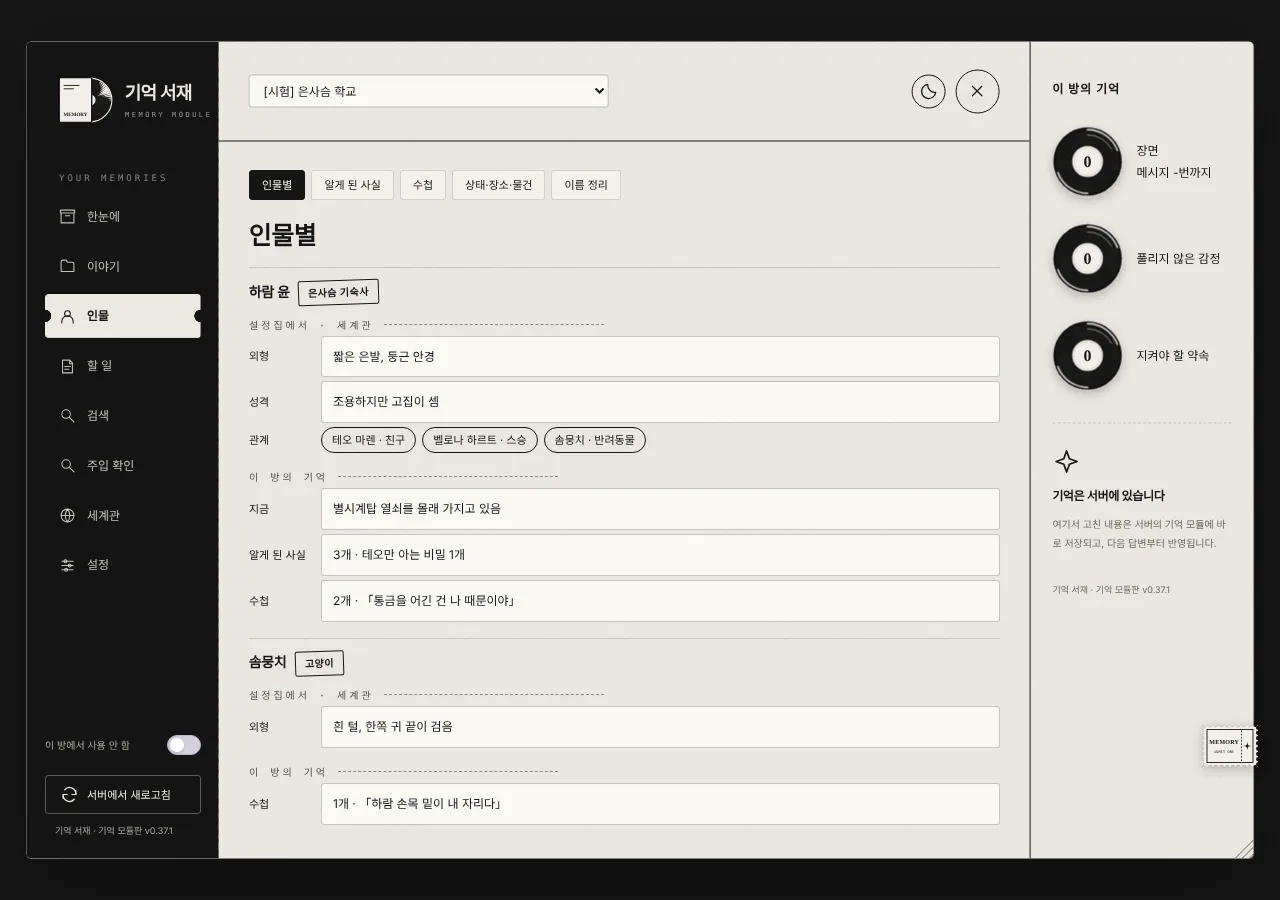 기억 서재
MEMORY MODULE
MEMORY
YOUR MEMORIES
한눈에
이야기
인물
할 일
검색
주입 확인
세계관
설정
이 방에서 사용 안 함
서버에서 새로고침
기억 서재 · 기억 모듈판 v0.37.1
[시험] 은사슴 학교
인물별
알게 된 사실
수첩
상태·장소·물건
이름 정리
인물별
하람 윤
은사슴 기숙사
설정집에서 · 세계관
외형
짧은 은발, 둥근 안경
성격
조용하지만 고집이 셈
관계
테오 마렌 · 친구
벨로나 하르트 · 스승
솜뭉치 · 반려동물
이 방의 기억
지금
별시계탑 열쇠를 몰래 가지고 있음
알게 된 사실
3개 · 테오만 아는 비밀 1개
수첩
2개 · 「통금을 어긴 건 나 때문이야」
솜뭉치
고양이
설정집에서 · 세계관
외형
흰 털, 한쪽 귀 끝이 검음
이 방의 기억
수첩
1개 · 「하람 손목 밑이 내 자리다」
이 방의 기억
0
장면
메시지 -번까지
0
풀리지 않은 감정
0
지켜야 할 약속
기억은 서버에 있습니다
여기서 고친 내용은 서버의 기억 모듈에 바
로 저장되고, 다음 답변부터 반영됩니다.
기억 서재 · 기억 모듈판 v0.37.1
MEMORY
ADMIT ONE